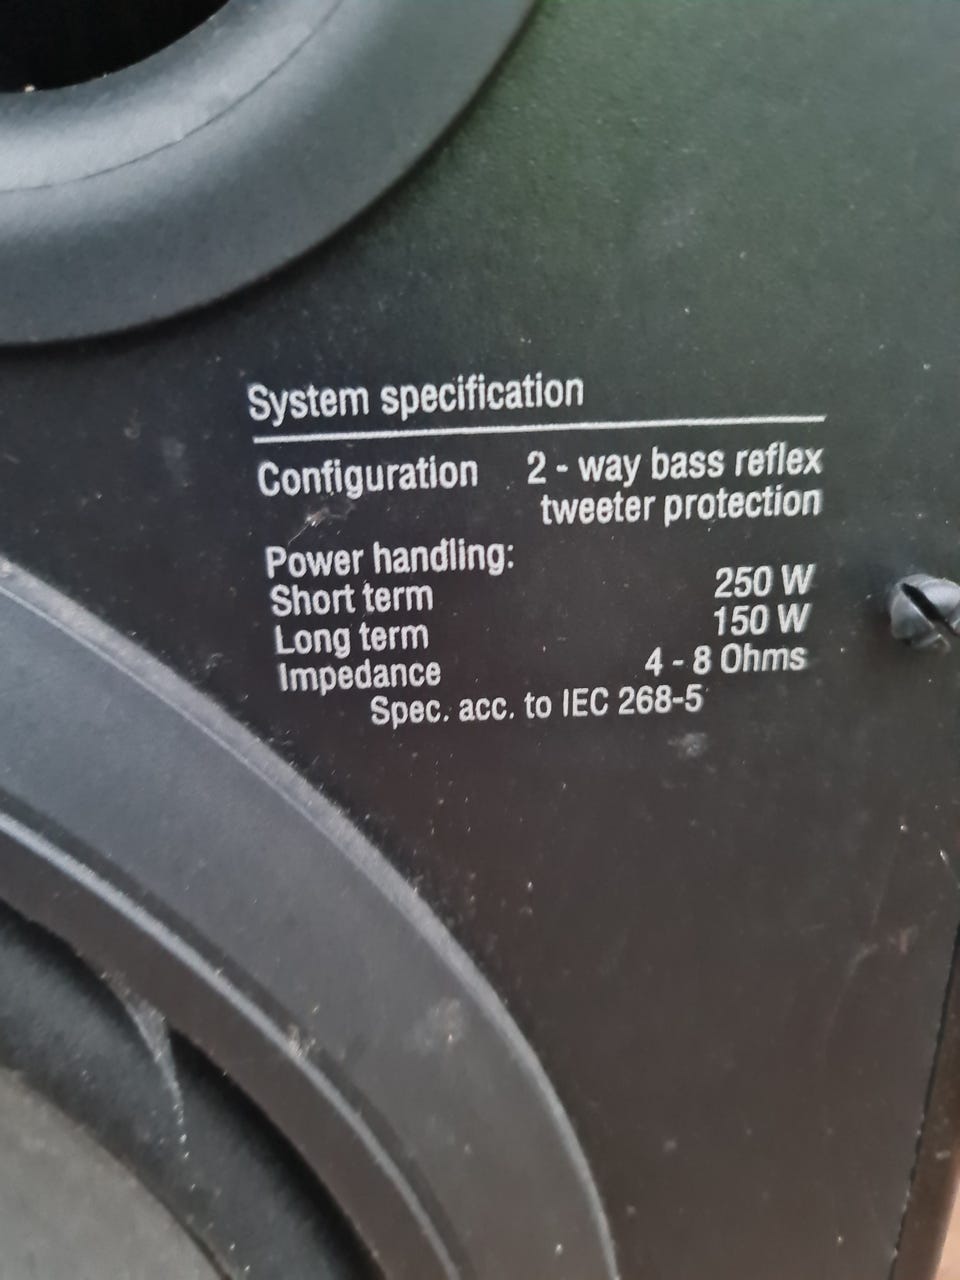 System specification
Configuration 2 - way bass reflex
tweeter protection
Power handling:
Short term 250 W
Long term 150 W
Impedance 4 - 8 Ohms
Spec. acc. to IEC 268-5